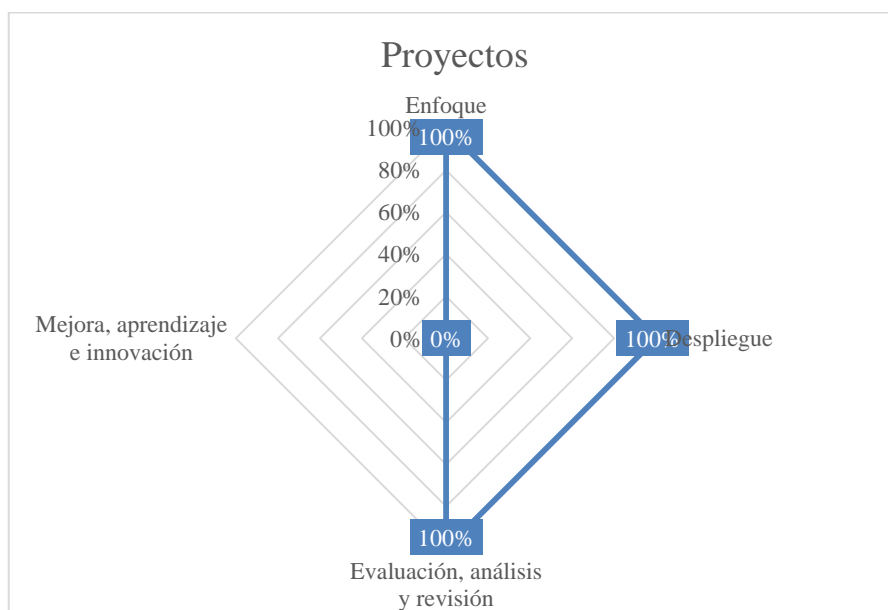 Proyectos
Enfoque
100%
100%
80%
60%
40%
20%
0%
0%
100%
Despliegue
Mejora, aprendizaje
e innovación
100%
Evaluación, análisis
y revisión